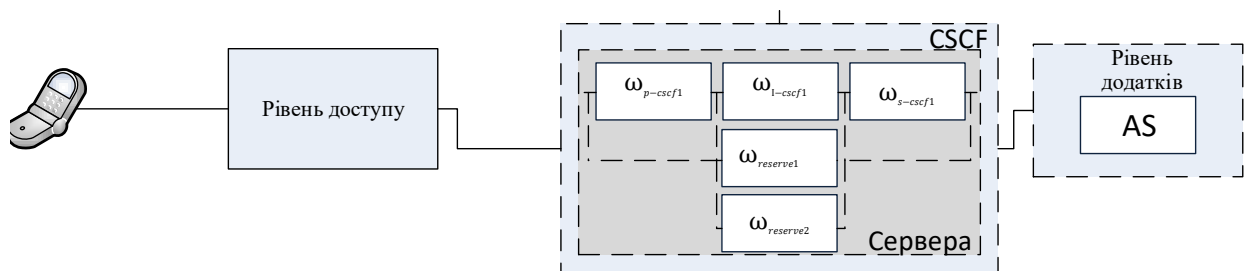 CSCF
Рівень
додатків
ω p−cscf1
ω I−cscf1
ω s−cscf1
Рівень доступу
AS
ω reserve1
ω reserve2
Сервера